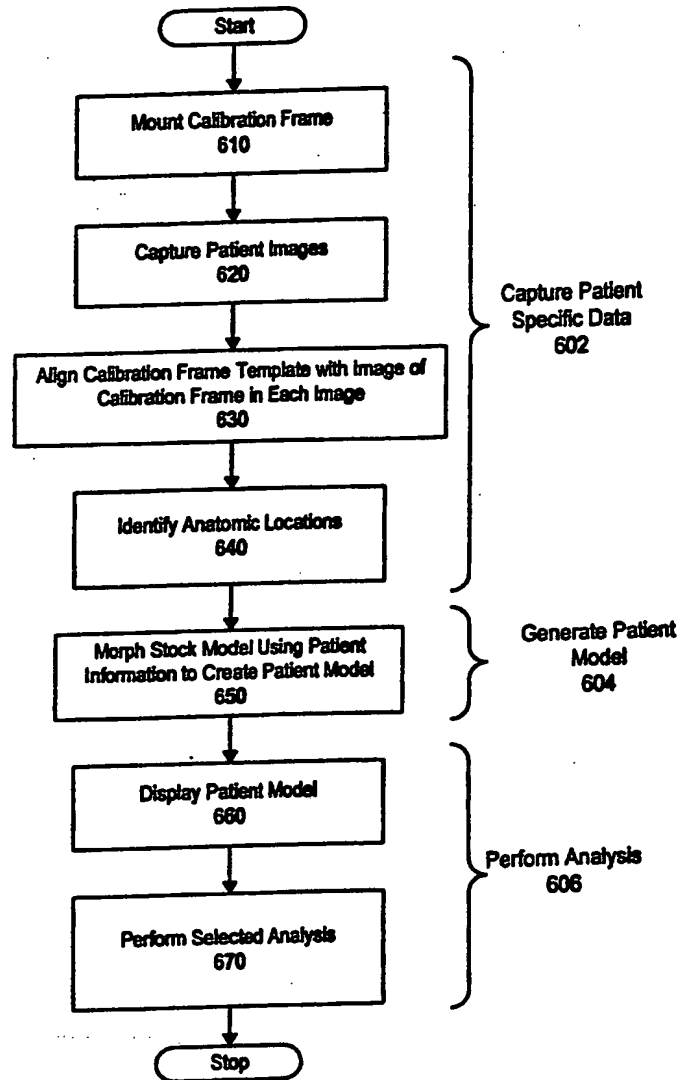 Start
Mount Calibration Frame
610
Capture Patient Images
620
Align Calibration Frame Template with Image of
Calibration Frame in Each Image
630
Identify Anatomic Locations
640
Capture Patient
Specific Data
602
Morph Stock Model Using Patient
Information to Create Patient Model
650
Generate Patient
Model
604
Display Patient Model
660
Perform Selected Analysis
670
Perform Analysis
606
Stop